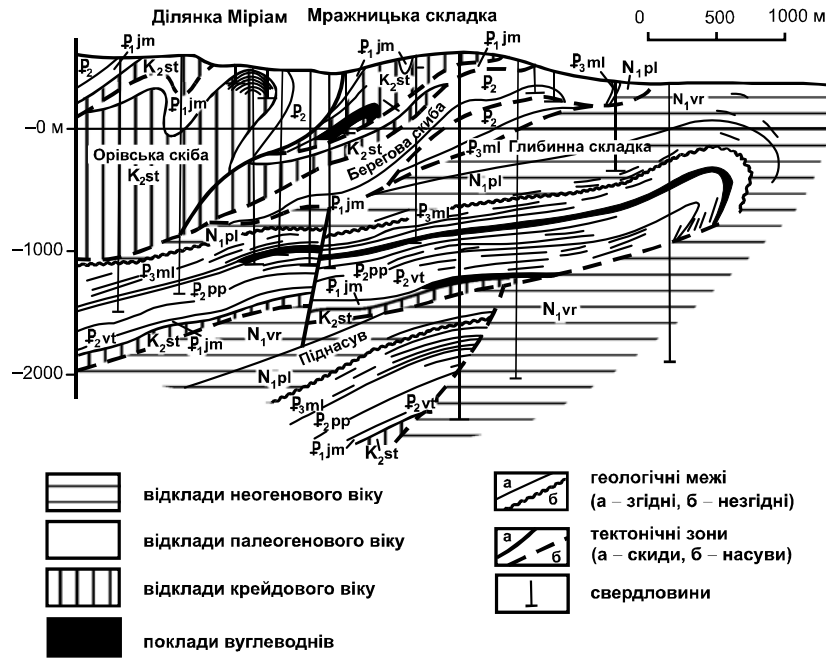 Ділянка Міріам Мражницька складка
0 500 1000 м
₽₁jm ₽₁jm ₽₁jm
₽₂ K₂st K₂st ₽₃ml N₁pl
₽₁jm ₽₂ ₽₂ N₁vr
–0 м ₽₂
K₂st Берегова скиба
Орівська скіба ₽₃ml Глибинна складка
K₂st N₁pl
₽₁jm
₽₃ml
N₁pl
–1000
₽₃ml ₽₂pp ₽₂vt
₽₂pp ₽₁jm
K₂st N₁vr
₽₂vt K₂st ₽₁jm N₁vr
Піднасув
–2000 N₁pl
₽₃ml ₽₂pp ₽₂vt
₽₁jm K₂st
відклади неогенового віку
відклади палеогенового віку
відклади крейдового віку
поклади вуглеводнів
а б
геологічні межі
(а – згідні, б – незгідні)
а б
тектонічні зони
(а – скиди, б – насуви)
свердловини